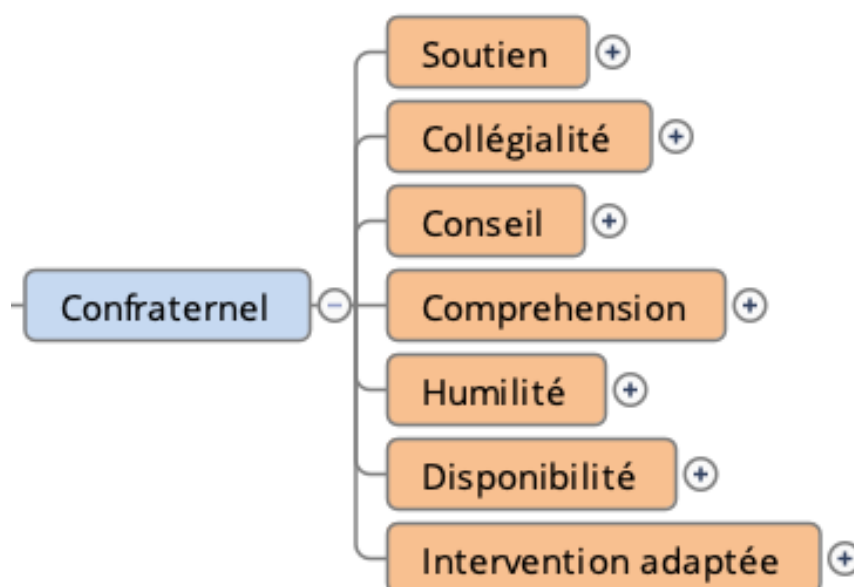 Soutien
Collégialité
Conseil
Confraternel
Comprehension
Humilité
Disponibilité
Intervention adaptée